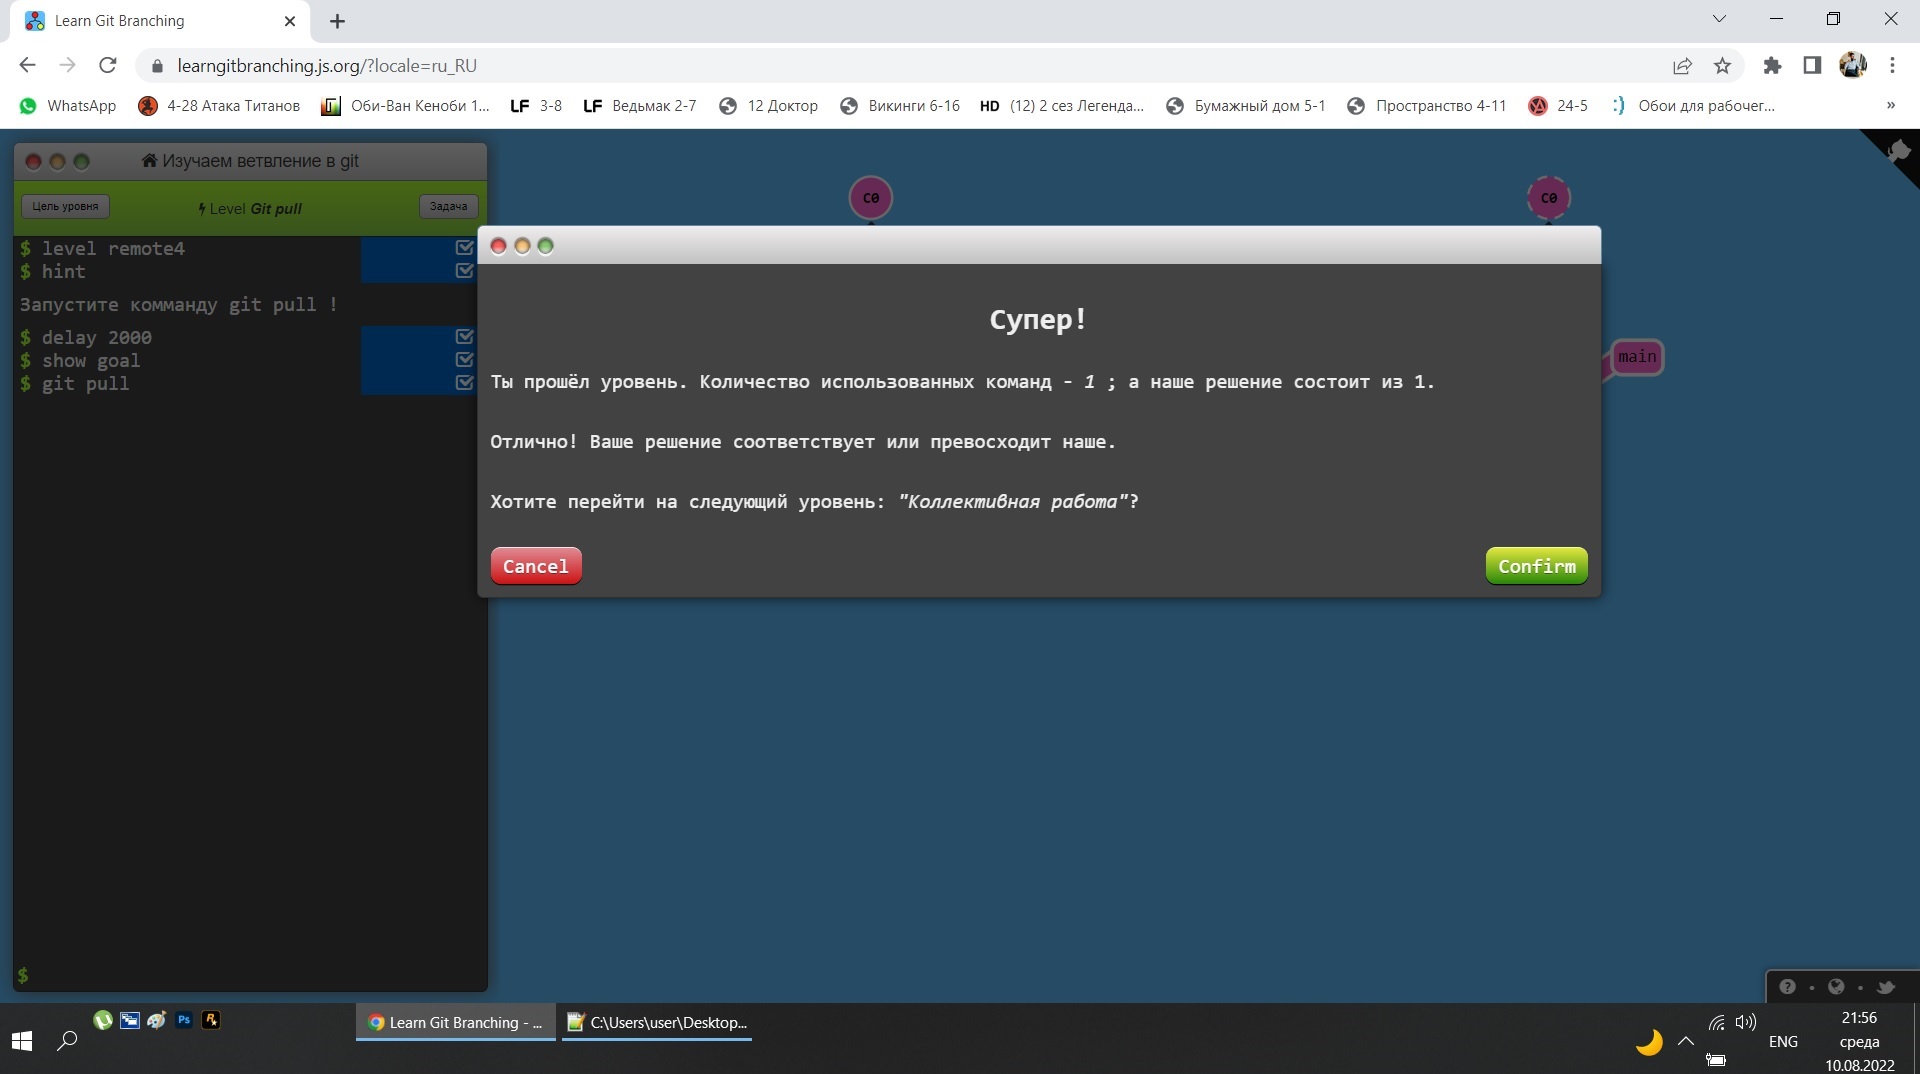 Learn Git Branching
learngitbranching.js.org/?locale=ru_RU
WhatsApp
4-28 Атака Титанов
Оби-Ван Кеноби 1...
LF 3-8
LF Ведьмак 2-7
12 Доктор
Викинги 6-16
HD (12) 2 сез Легенда...
Бумажный дом 5-1
Пространство 4-11
24-5
:) Обои для рабочег...
»
Изучаем ветвление в git
Цель уровня
Level Git pull
Задача
$ level remote4
$ hint
Запустите комманду git pull !
$ delay 2000
$ show goal
$ git pull
$
C0
C0
main
Супер!
Ты прошёл уровень. Количество использованных команд - 1 ; а наше решение состоит из 1.
Отлично! Ваше решение соответствует или превосходит наше.
Хотите перейти на следующий уровень: "Коллективная работа"?
Cancel
Confirm
Ps
Learn Git Branching - ...
C:\Users\user\Desktop...
ENG
21:56
среда
10.08.2022